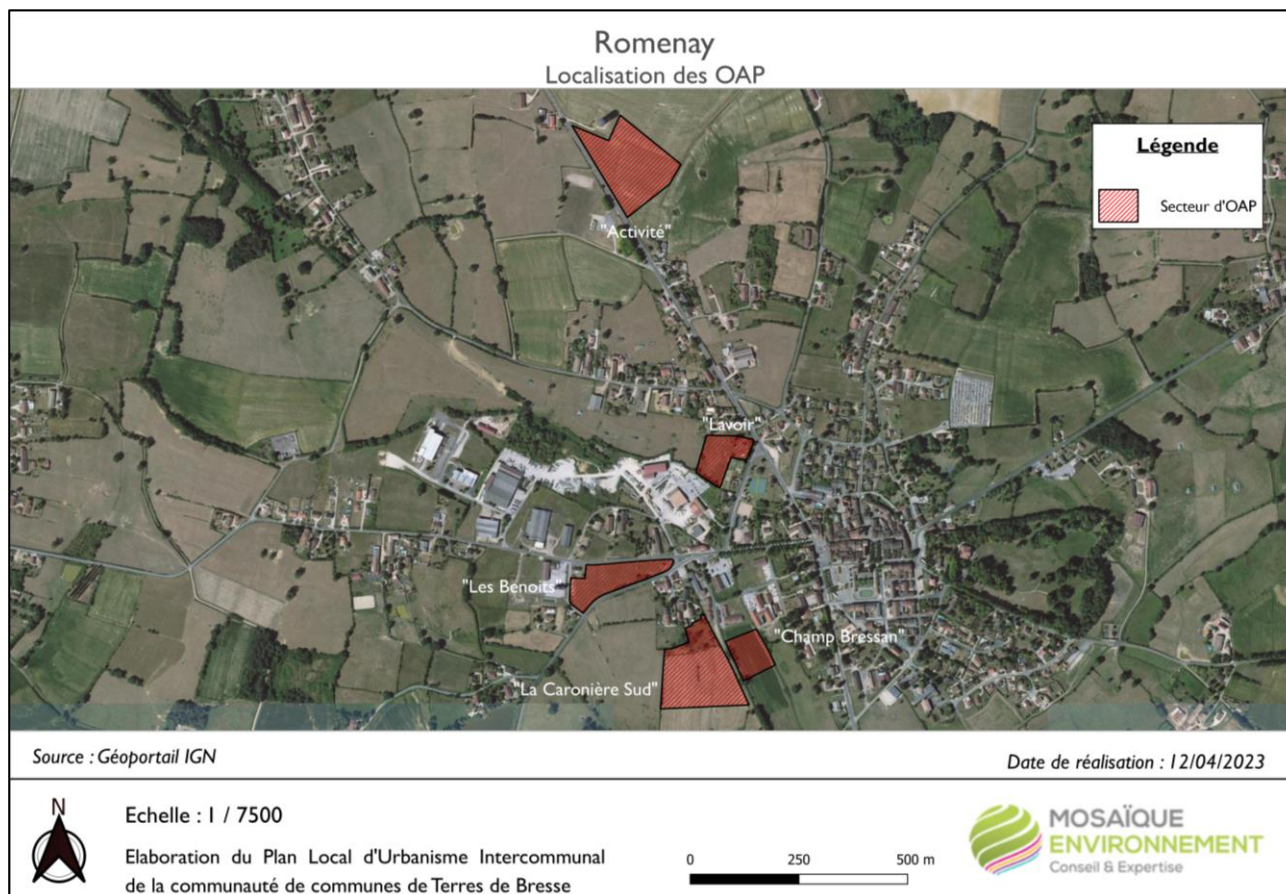 Romenay
Localisation des OAP
Légende
Secteur d'OAP
"Activité"
"Lavoir"
"Les Benoits"
"Champ Bressan"
"La Caronière Sud"
Source : Géoportail IGN
Date de réalisation : 12/04/2023
N
Echelle : 1 / 7500
Elaboration du Plan Local d'Urbanisme Intercommunal
de la communauté de communes de Terres de Bresse
0 250 500 m
MOSAÏQUE
ENVIRONNEMENT
Conseil & Expertise